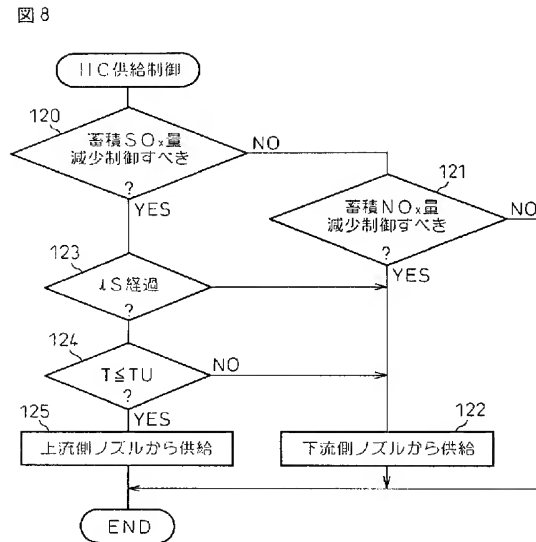 図8
HC供給制御
120
蓄積SOx量
減少制御すべき
?
NO
YES
121
蓄積NOx量
減少制御すべき
?
NO
YES
123
tS経過
?
124
T≦TU
?
NO
YES
125
上流側ノズルから供給
122
下流側ノズルから供給
END